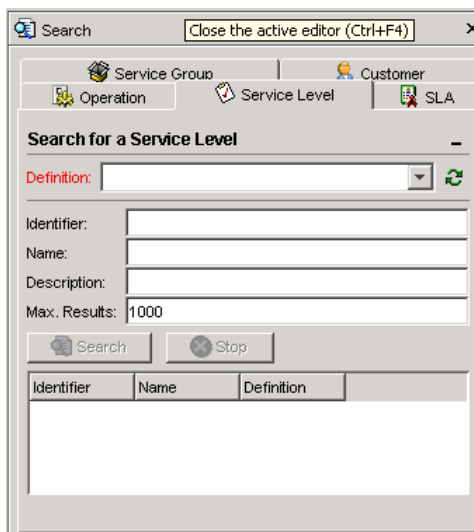 Search Close the active editor (Ctrl+F4)
Service Group Customer
Operation Service Level SLA
Search for a Service Level
Definition:
Identifier:
Name:
Description:
Max. Results: 1000
Search Stop
Identifier Name Definition